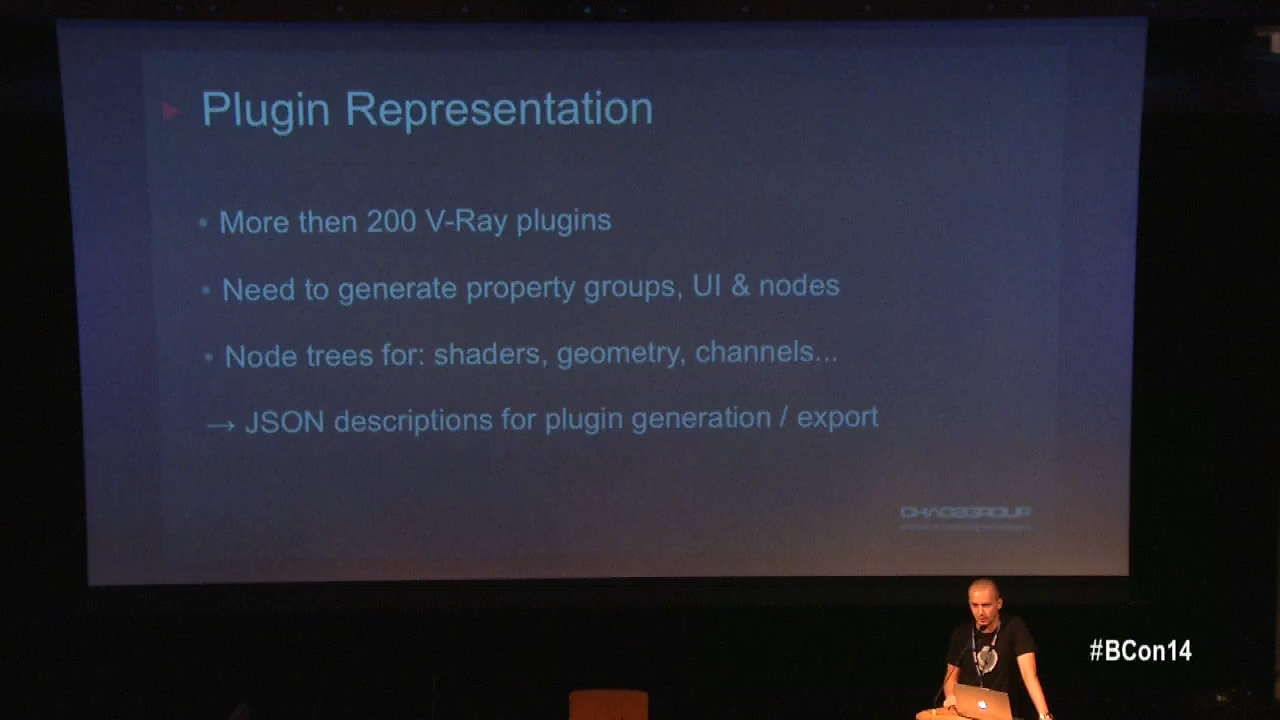 Plugin Representation
• More then 200 V-Ray plugins
• Need to generate property groups, UI & nodes
• Node trees for: shaders, geometry, channels...
→ JSON descriptions for plugin generation / export
CHAOSGROUP
#BCon14